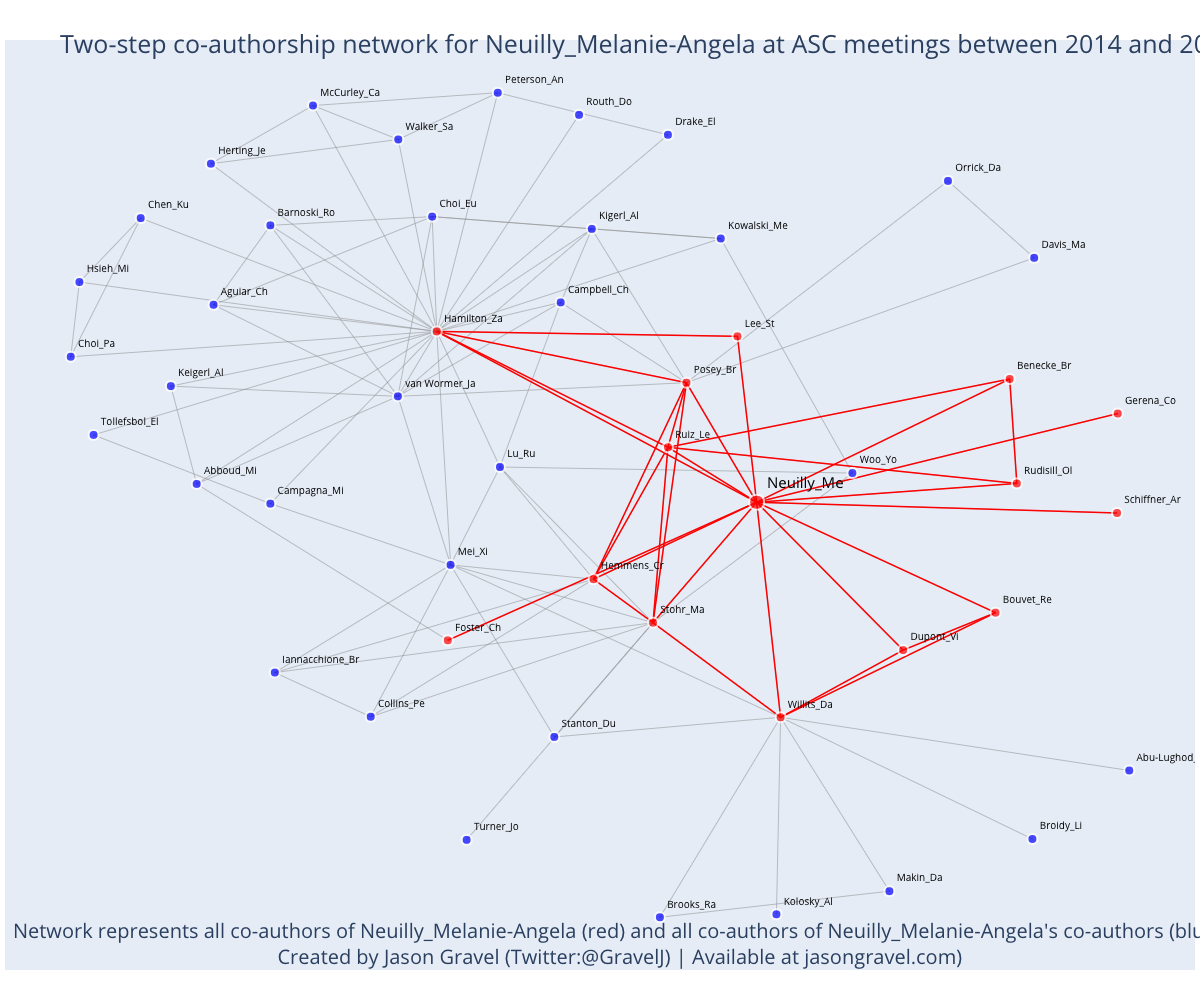 Two-step co-authorship network for Neuilly_Melanie-Angela at ASC meetings between 2014 and
Peterson_An
McCurley_Ca
Routh_Do
Drake_El
Walker_Sa
Herting_Je
Orrick_Da
Chen_Ku
Choi_Eu
Barnoski_Ro
Kigerl_Al
Kowalski_Me
Davis_Ma
Hsieh_Mi
Aguiar_Ch
Campbell_Ch
Hamilton_Za
Lee_St
Choi_Pa
Posey_Br
Benecke_Br
Keigerl_Al
van Wormer_Ja
Gerena_Co
Tollefsbol_El
Ruiz_Le
Lu_Ru
Woo_Yo
Abboud_Mi
Rudisill_Ol
Neuilly_Me
Campagna_Mi
Schiffner_Ar
Mei_Xi
Hemmens_Cr
Bouvet_Re
Stohr_Ma
Foster_Ch
Dupont_Vi
Iannacchione_Br
Collins_Pe
Willits_Da
Stanton_Du
Abu-Lughod_
Turner_Jo
Broidy_Li
Makin_Da
Brooks_Ra
Kolosky_Al
Network represents all co-authors of Neuilly_Melanie-Angela (red) and all co-authors of Neuilly_Melanie-Angela's co-authors
Created by Jason Gravel (Twitter:@GravelJ) | Available at jasongravel.com)